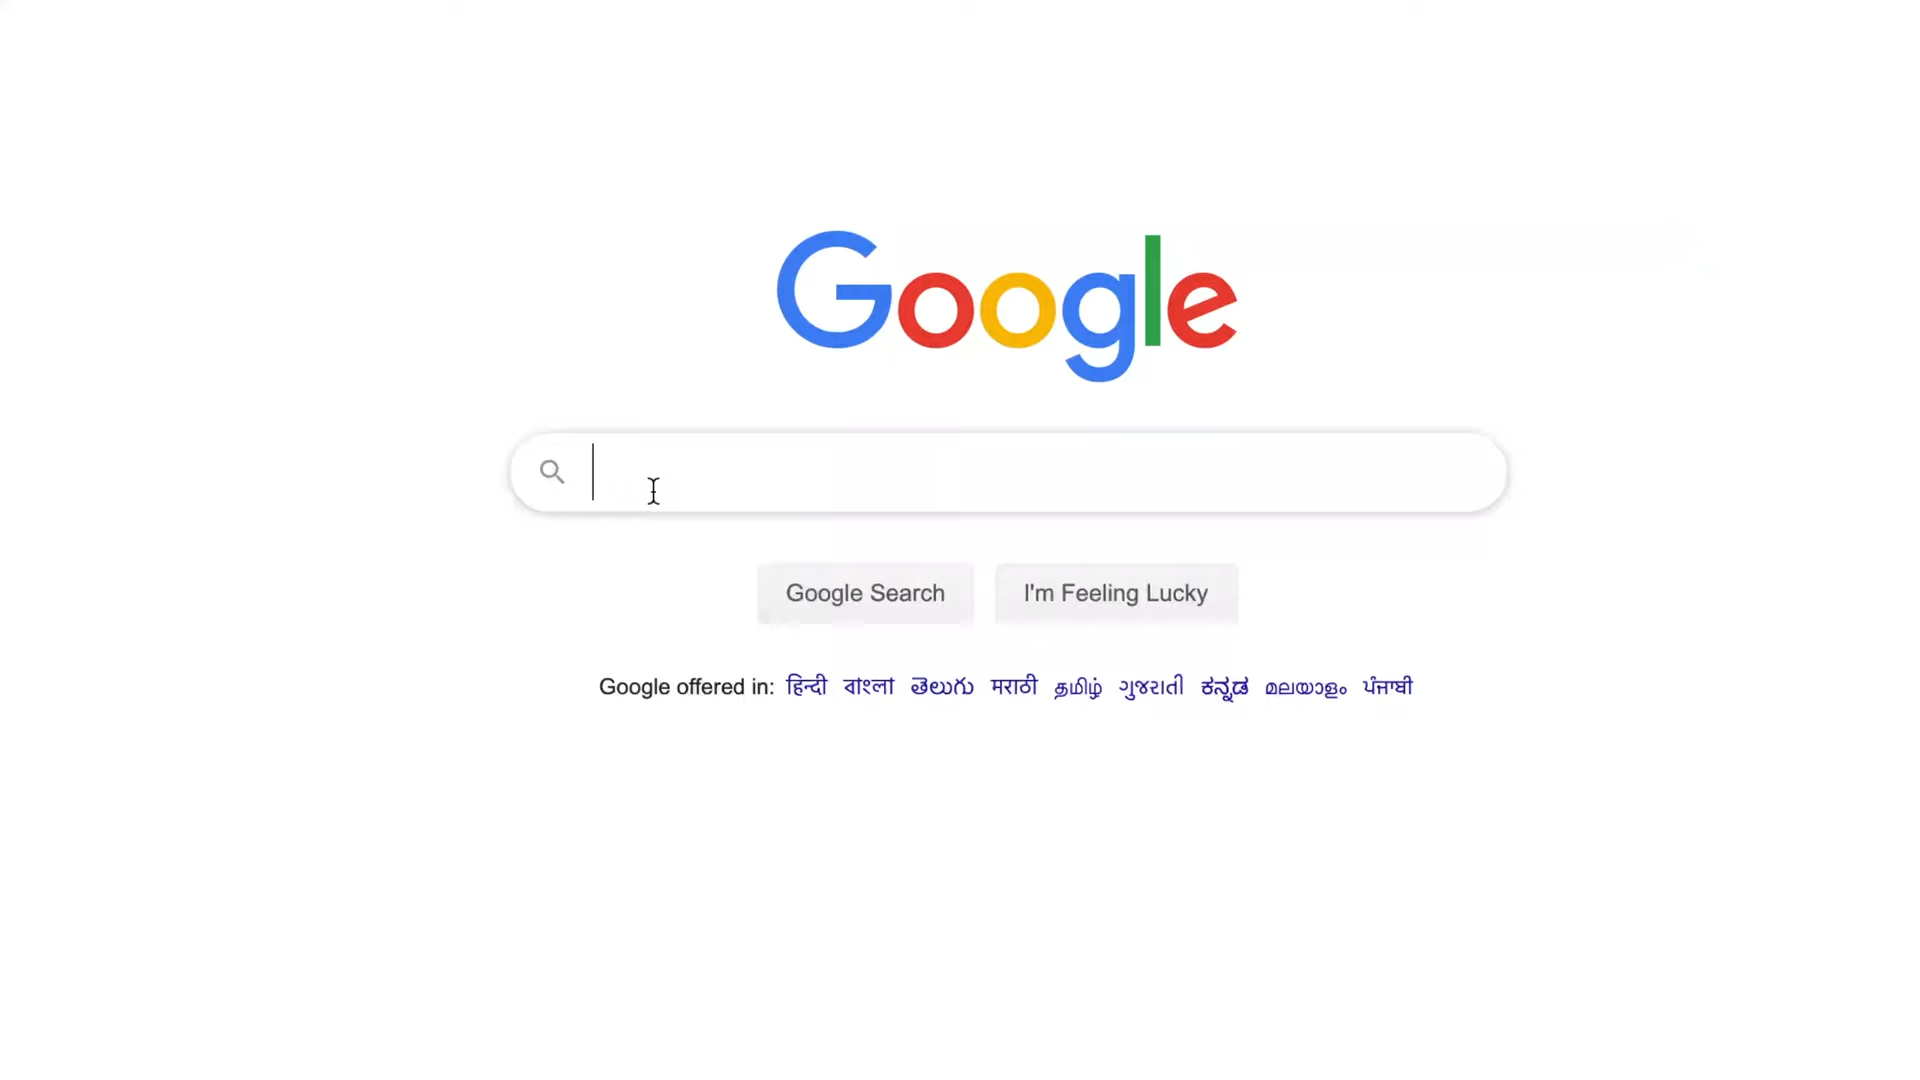 Google
Google Search I'm Feeling Lucky
Google offered in: हिन्दी বাংলা తెలుగు मराठी தமிழ் ગુજરાતી ಕನ್ನಡ മലയാളം ਪੰਜਾਬੀ